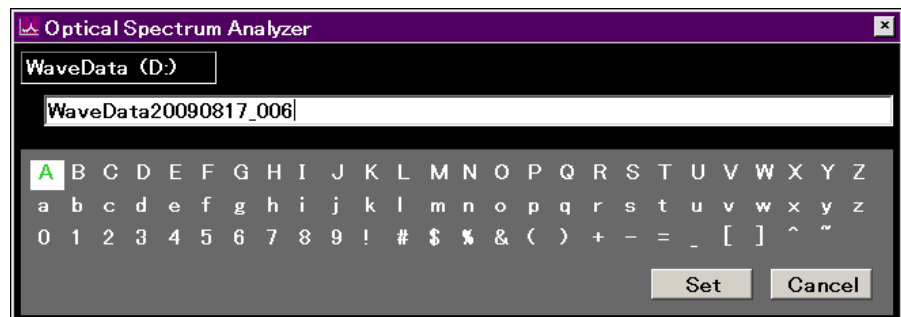 Optical Spectrum Analyzer
WaveData (D:)
WaveData20090817_006
A B C D E F G H I J K L M N O P Q R S T U V W X Y Z
a b c d e f g h i j k l m n o p q r s t u v w x y z
0 1 2 3 4 5 6 7 8 9 ! # $ % & ( ) + - = _ [ ] ^ ~
Set Cancel